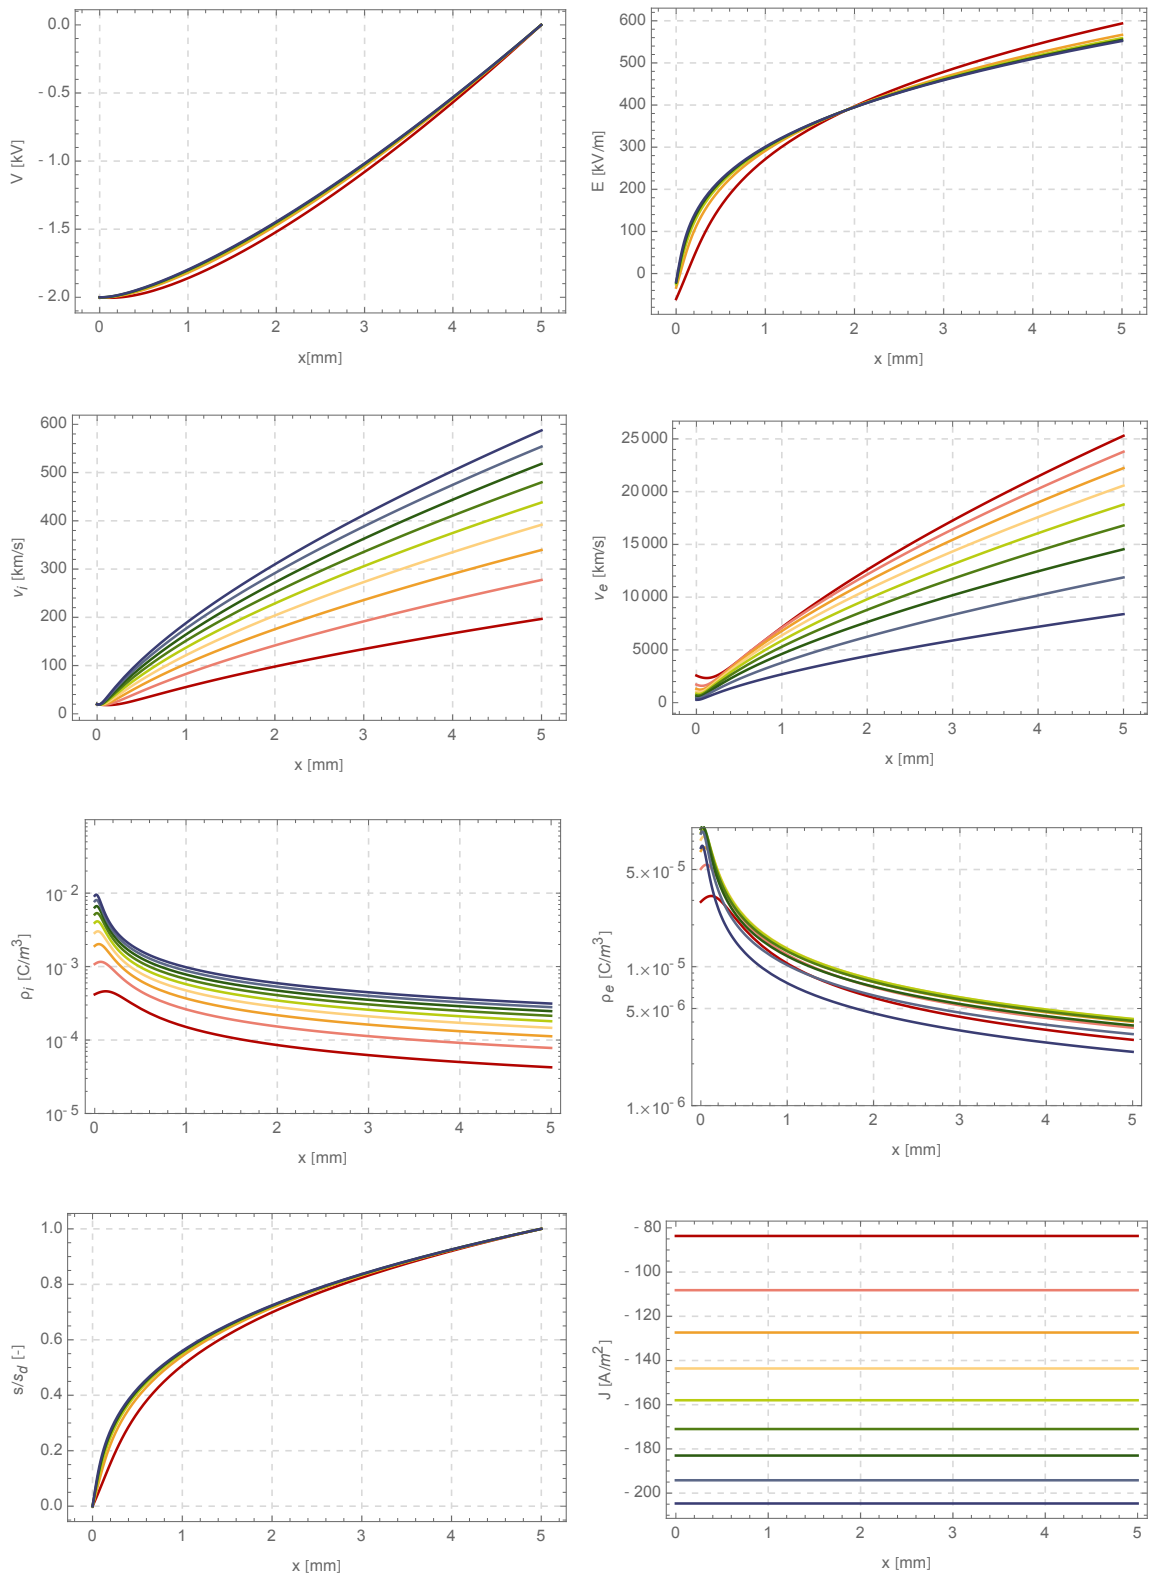 0.0
- 0.5
- 1.0
- 1.5
- 2.0
V [kV]
0 1 2 3 4 5
x[mm]
600
500
400
300
200
100
0
E [kV/m]
0 1 2 3 4 5
x [mm]
600
500
400
300
200
100
0
v_i [km/s]
0 1 2 3 4 5
x [mm]
25 000
20 000
15 000
10 000
5000
0
v_e [km/s]
0 1 2 3 4 5
x [mm]
10^-2
10^-3
10^-4
10^-5
ρ_i [C/m^3]
0 1 2 3 4 5
x [mm]
5.×10^-5
1.×10^-5
5.×10^-6
1.×10^-6
ρ_e [C/m^3]
0 1 2 3 4 5
x [mm]
1.0
0.8
0.6
0.4
0.2
0.0
s/s_d [-]
0 1 2 3 4 5
x [mm]
- 80
- 100
- 120
- 140
- 160
- 180
- 200
J [A/m^2]
0 1 2 3 4 5
x [mm]